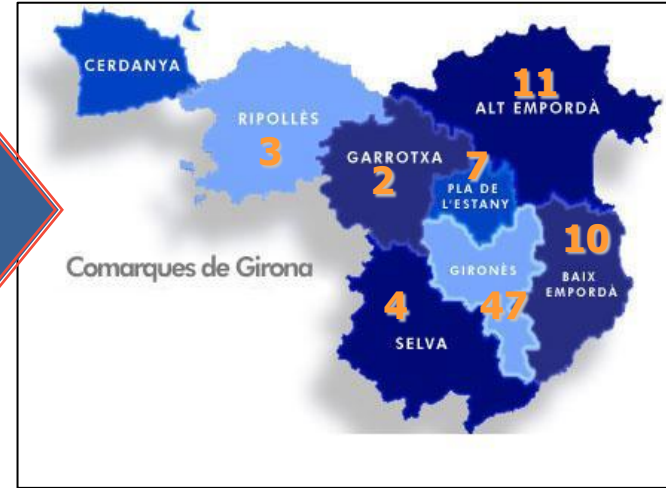 CERDANYA
11
ALT EMPORDÀ
RIPOLLÈS
3
GARROTXA
2
7
PLA DE
L'ESTANY
10
BAIX
EMPORDÀ
Comarques de Girona
GIRONÈS
47
4
SELVA